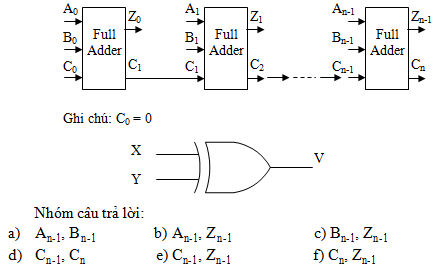 A0 Z0 A1 Z1 An-1 Zn-1
B0 Full Adder B1 Full Adder Bn-1 Full Adder
C0 C1 C1 C2 Cn-1 Cn
Ghi chú: C0 = 0
X
V
Y
Nhóm câu trả lời:
a) An-1, Bn-1 b) An-1, Zn-1 c) Bn-1, Zn-1
d) Cn-1, Cn e) Cn-1, Zn-1 f) Cn, Zn-1